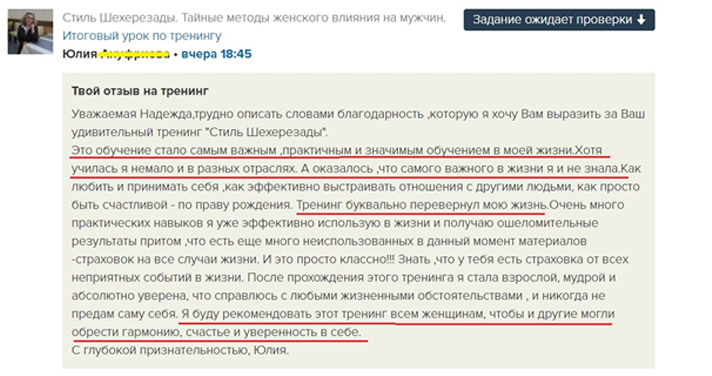 Стиль Шехерезады. Тайные методы женского влияния на мужчин.
Задание ожидает проверки
Итоговый урок по тренингу
Юлия Ануфриева • вчера 18:45
Твой отзыв на тренинг
Уважаемая Надежда,трудно описать словами благодарность ,которую я хочу Вам выразить за Ваш
удивительный тренинг "Стиль Шехерезады".
Это обучение стало самым важным ,практичным и значимым обучением в моей жизни.Хотя
училась я немало и в разных отраслях. А оказалось ,что самого важного в жизни я и не знала.Как
любить и принимать себя ,как эффективно выстраивать отношения с другими людьми, как просто
быть счастливой - по праву рождения. Тренинг буквально перевернул мою жизнь.Очень много
практических навыков я уже эффективно использую в жизни и получаю ошеломительные
результаты притом ,что есть еще много неиспользованных в данный момент материалов
-страховок на все случаи жизни. И это просто классно!!! Знать ,что у тебя есть страховка от всех
неприятных событий в жизни. После прохождения этого тренинга я стала взрослой, мудрой и
абсолютно уверена, что справлюсь с любыми жизненными обстоятельствами , и никогда не
предам саму себя. Я буду рекомендовать этот тренинг всем женщинам, чтобы и другие могли
обрести гармонию, счастье и уверенность в себе.
С глубокой признательностью, Юлия.